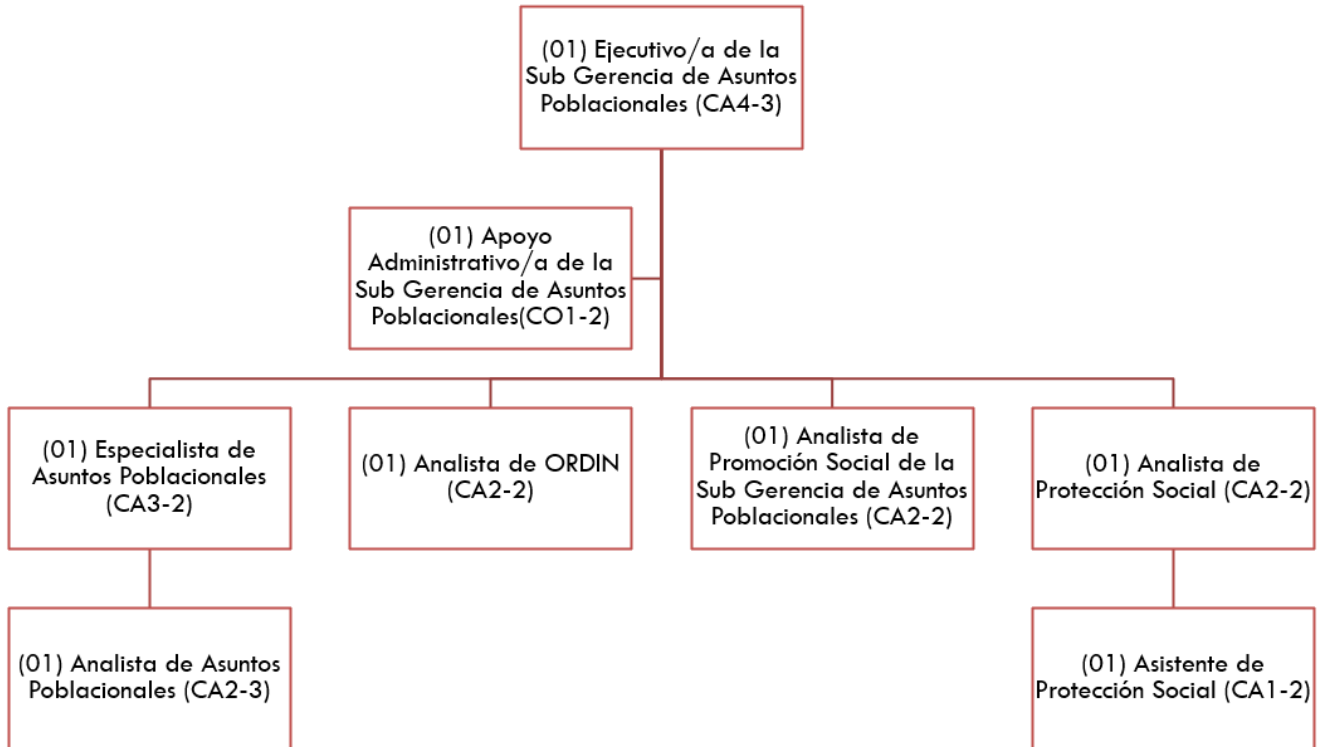 (01) Ejecutivo/a de la
Sub Gerencia de Asuntos
Poblacionales (CA4-3)
(01) Apoyo
Administrativo/a de la
Sub Gerencia de Asuntos
Poblacionales(CO1-2)
(01) Especialista de
Asuntos Poblacionales
(CA3-2)
(01) Analista de ORDIN
(CA2-2)
(01) Analista de
Promoción Social de la
Sub Gerencia de Asuntos
Poblacionales (CA2-2)
(01) Analista de
Protección Social (CA2-2)
(01) Analista de Asuntos
Poblacionales (CA2-3)
(01) Asistente de
Protección Social (CA1-2)